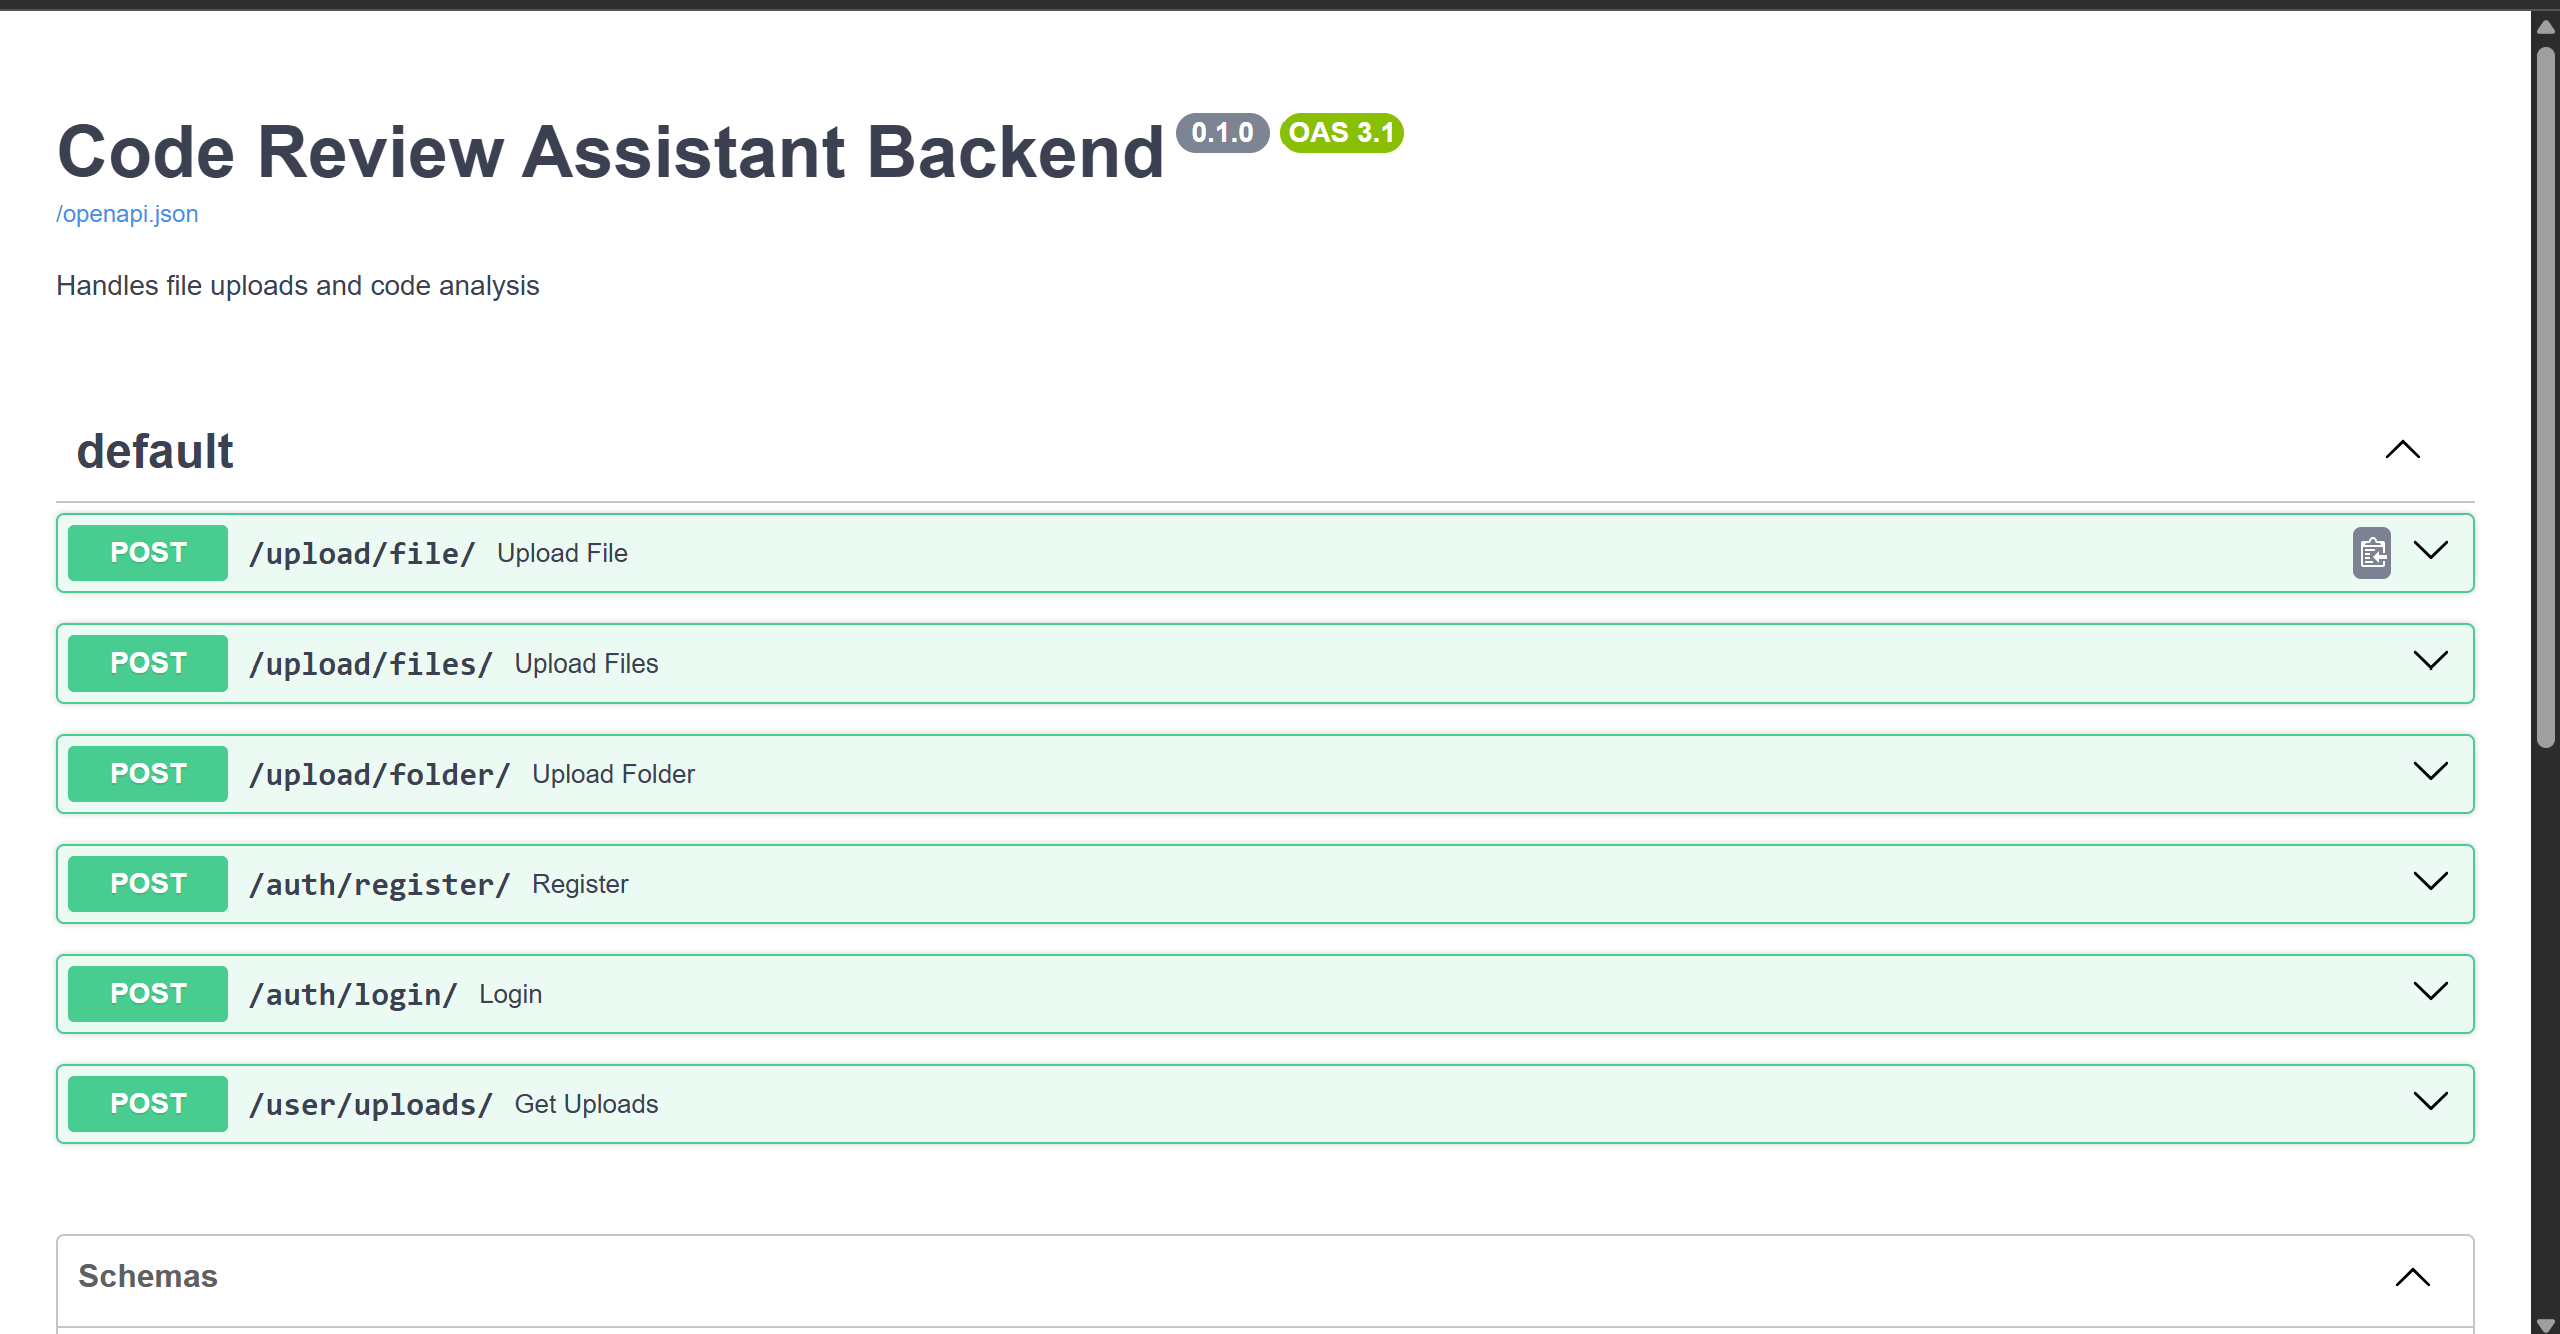 Code Review Assistant Backend 0.1.0 OAS 3.1
/openapi.json
Handles file uploads and code analysis
default
POST /upload/file/ Upload File
POST /upload/files/ Upload Files
POST /upload/folder/ Upload Folder
POST /auth/register/ Register
POST /auth/login/ Login
POST /user/uploads/ Get Uploads
Schemas